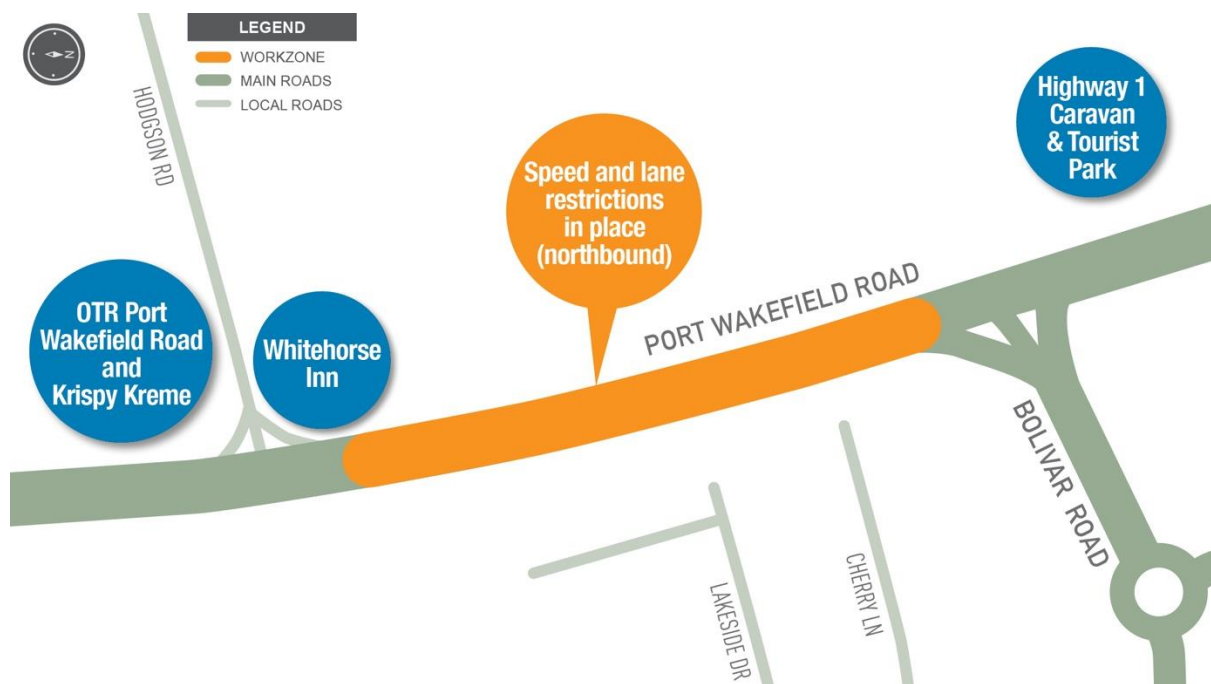 N
LEGEND
WORKZONE
MAIN ROADS
LOCAL ROADS
HODGSON RD
Highway 1
Caravan
& Tourist
Park
Speed and lane
restrictions
in place
(northbound)
OTR Port
Wakefield Road
and
Krispy Kreme
Whitehorse
Inn
PORT WAKEFIELD ROAD
BOLIVAR ROAD
LAKESIDE DR
CHERRY LN